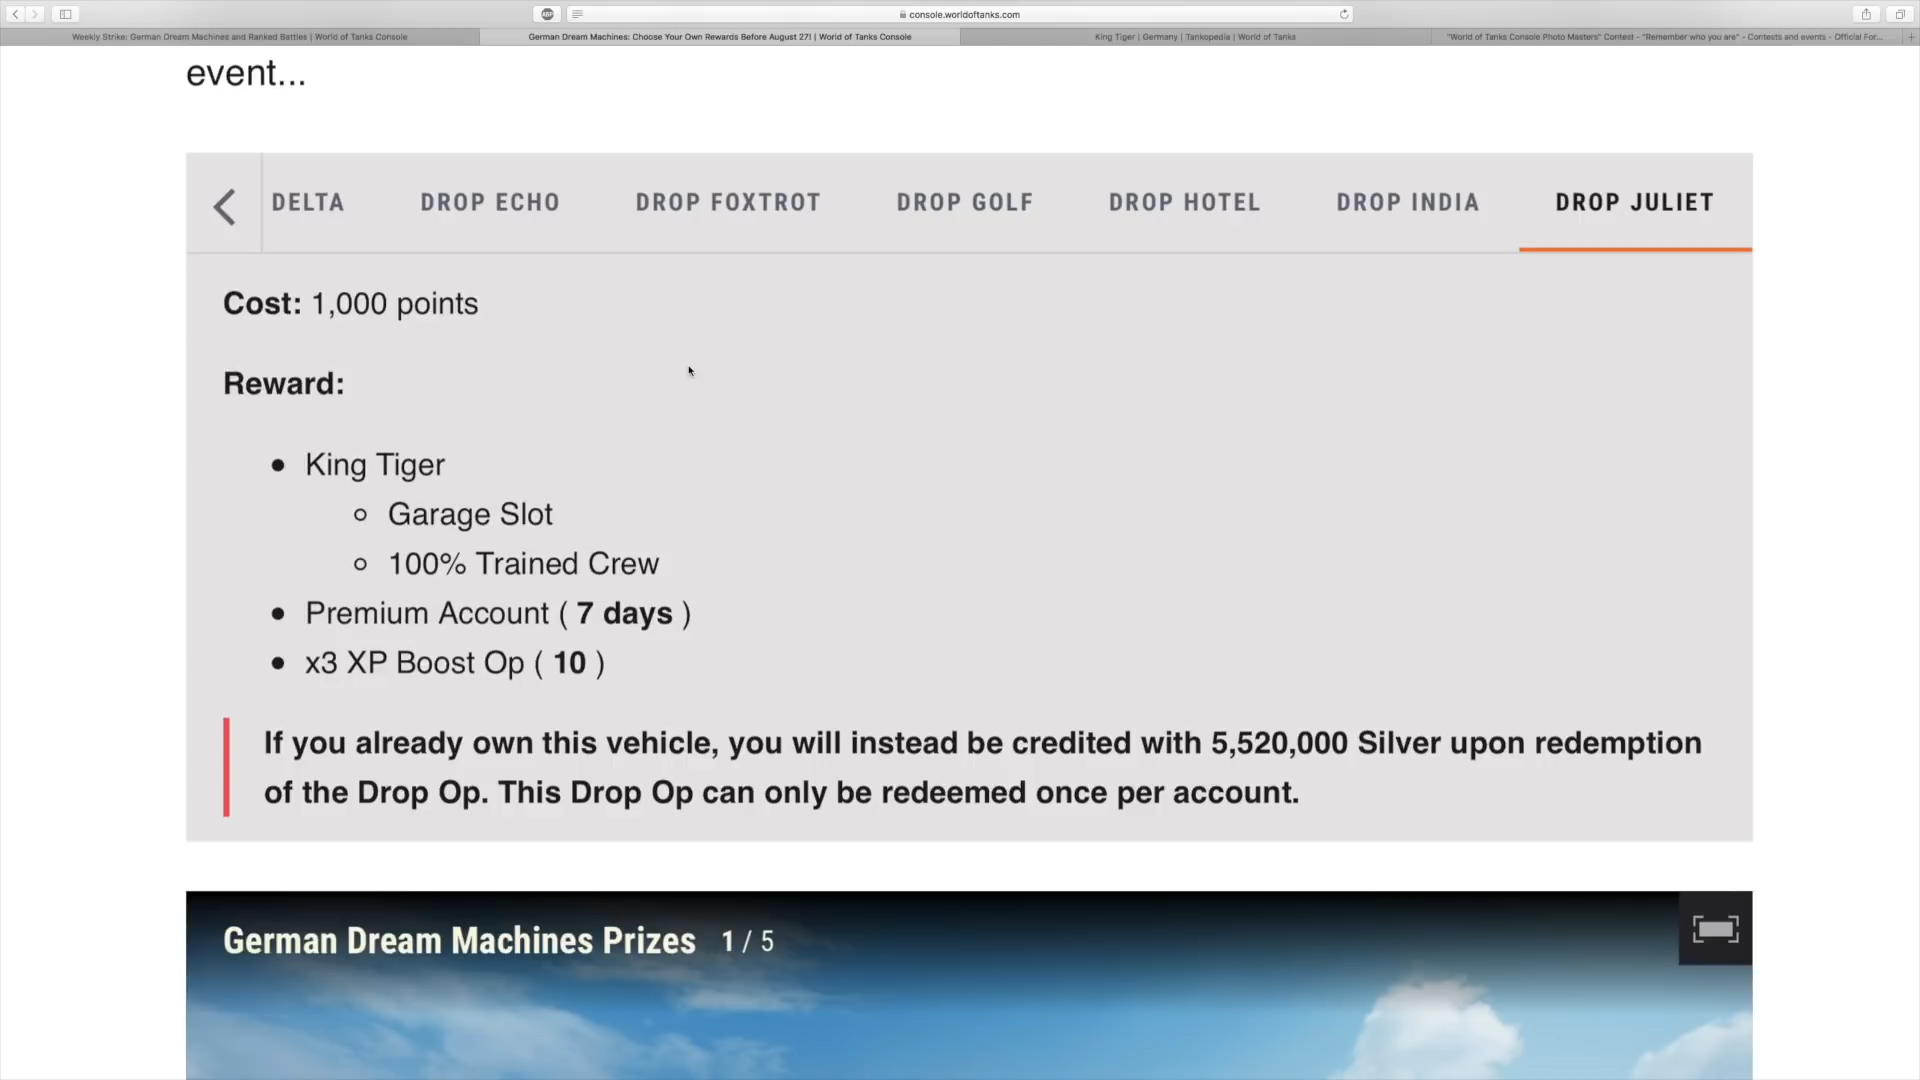 console.worldoftanks.com
Weekly Strike: German Dream Machines and Ranked Battles | World of Tanks Console
German Dream Machines: Choose Your Own Rewards Before August 27! | World of Tanks Console
King Tiger | Germany | Tankopedia | World of Tanks
"World of Tanks Console Photo Masters" Contest - "Remember who you are" - Contests and events - Official For...
event...
DELTA
DROP ECHO
DROP FOXTROT
DROP GOLF
DROP HOTEL
DROP INDIA
DROP JULIET
Cost: 1,000 points
Reward:
King Tiger
Garage Slot
100% Trained Crew
Premium Account ( 7 days )
x3 XP Boost Op ( 10 )
If you already own this vehicle, you will instead be credited with 5,520,000 Silver upon redemption
of the Drop Op. This Drop Op can only be redeemed once per account.
German Dream Machines Prizes 1 / 5